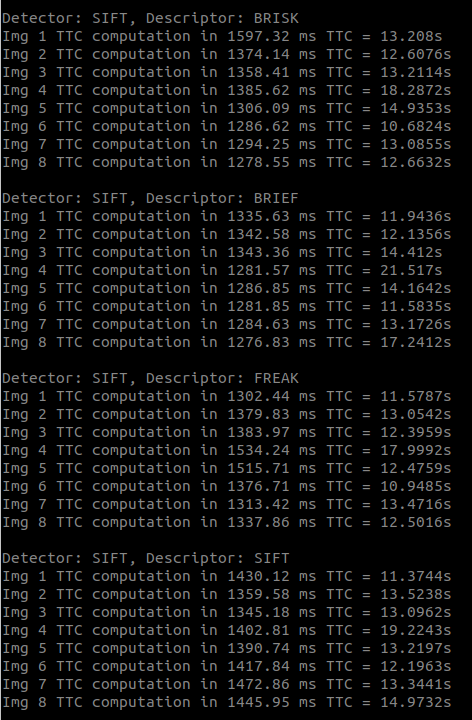 Detector: SIFT, Descriptor: BRISK
Img 1 TTC computation in 1597.32 ms TTC = 13.208s
Img 2 TTC computation in 1374.14 ms TTC = 12.6076s
Img 3 TTC computation in 1358.41 ms TTC = 13.2114s
Img 4 TTC computation in 1385.62 ms TTC = 18.2872s
Img 5 TTC computation in 1306.09 ms TTC = 14.9353s
Img 6 TTC computation in 1286.62 ms TTC = 10.6824s
Img 7 TTC computation in 1294.25 ms TTC = 13.0855s
Img 8 TTC computation in 1278.55 ms TTC = 12.6632s

Detector: SIFT, Descriptor: BRIEF
Img 1 TTC computation in 1335.63 ms TTC = 11.9436s
Img 2 TTC computation in 1342.58 ms TTC = 12.1356s
Img 3 TTC computation in 1343.36 ms TTC = 14.412s
Img 4 TTC computation in 1281.57 ms TTC = 21.517s
Img 5 TTC computation in 1286.85 ms TTC = 14.1642s
Img 6 TTC computation in 1281.85 ms TTC = 11.5835s
Img 7 TTC computation in 1284.63 ms TTC = 13.1726s
Img 8 TTC computation in 1276.83 ms TTC = 17.2412s

Detector: SIFT, Descriptor: FREAK
Img 1 TTC computation in 1302.44 ms TTC = 11.5787s
Img 2 TTC computation in 1379.83 ms TTC = 13.0542s
Img 3 TTC computation in 1383.97 ms TTC = 12.3959s
Img 4 TTC computation in 1534.24 ms TTC = 17.9992s
Img 5 TTC computation in 1515.71 ms TTC = 12.4759s
Img 6 TTC computation in 1376.71 ms TTC = 10.9485s
Img 7 TTC computation in 1313.42 ms TTC = 13.4716s
Img 8 TTC computation in 1337.86 ms TTC = 12.5016s

Detector: SIFT, Descriptor: SIFT
Img 1 TTC computation in 1430.12 ms TTC = 11.3744s
Img 2 TTC computation in 1359.58 ms TTC = 13.5238s
Img 3 TTC computation in 1345.18 ms TTC = 13.0962s
Img 4 TTC computation in 1402.81 ms TTC = 19.2243s
Img 5 TTC computation in 1390.74 ms TTC = 13.2197s
Img 6 TTC computation in 1417.84 ms TTC = 12.1963s
Img 7 TTC computation in 1472.86 ms TTC = 13.3441s
Img 8 TTC computation in 1445.95 ms TTC = 14.9732s